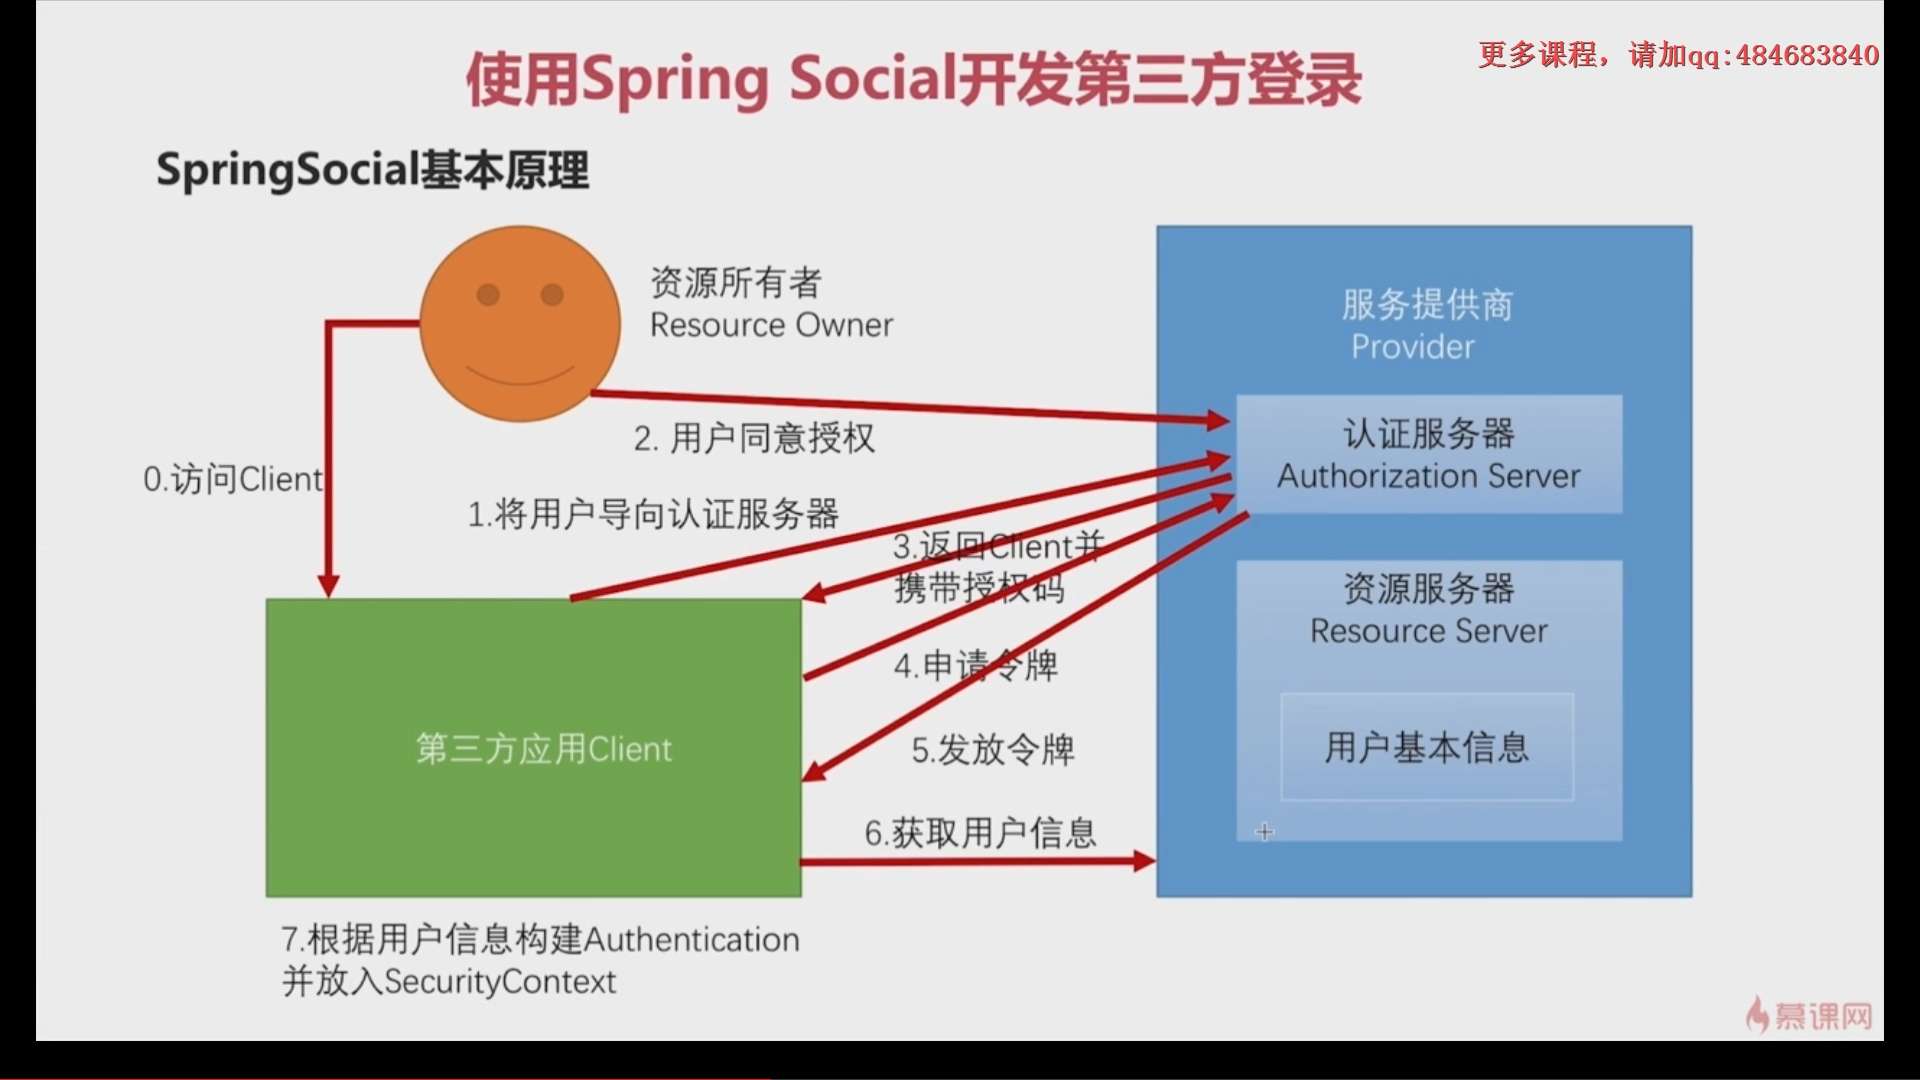 更多课程，请加qq:484683840
使用Spring Social开发第三方登录
SpringSocial基本原理
资源所有者
Resource Owner
服务提供商
Provider
认证服务器
Authorization Server
2. 用户同意授权
0.访问Client
1.将用户导向认证服务器
3.返回Client并
携带授权码
资源服务器
Resource Server
4.申请令牌
第三方应用Client
5.发放令牌
用户基本信息
6.获取用户信息
7.根据用户信息构建Authentication
并放入SecurityContext
慕课网